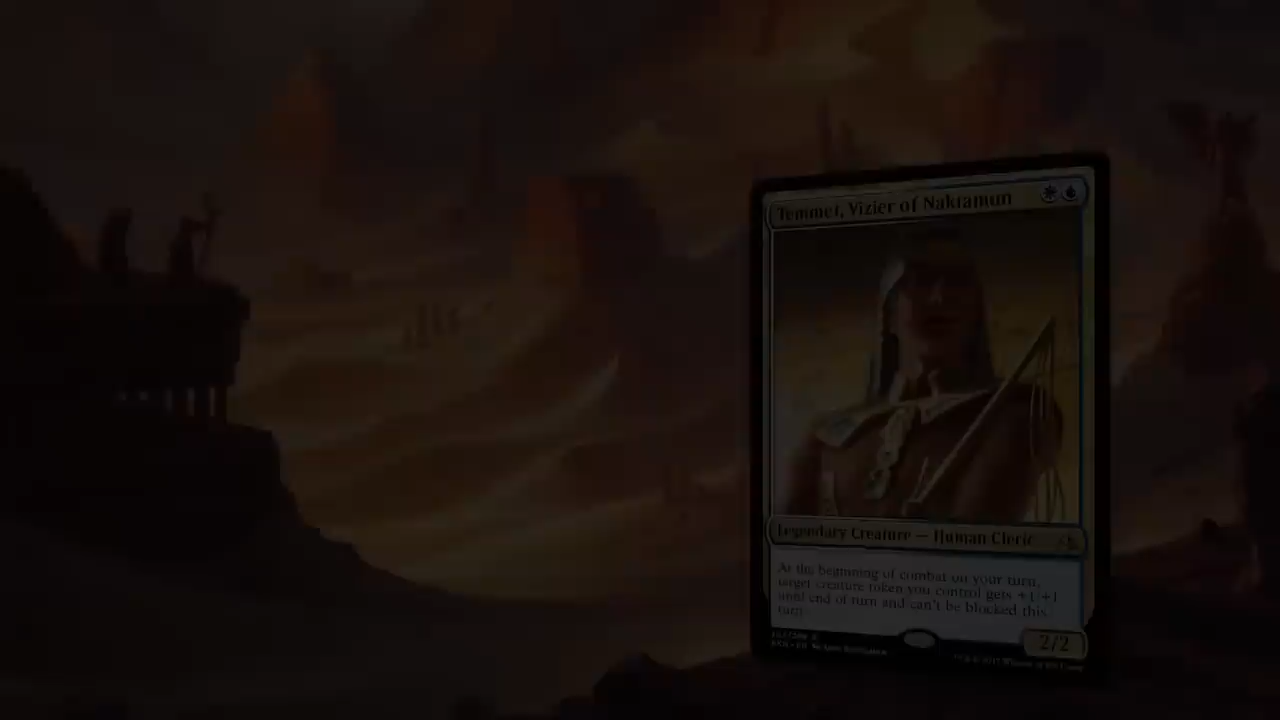 Temmet, Vizier of Naktamun
Legendary Creature — Human Cleric
At the beginning of combat on your turn,
target creature token you control gets +1/+1
until end of turn and can't be blocked this
turn.
2/2